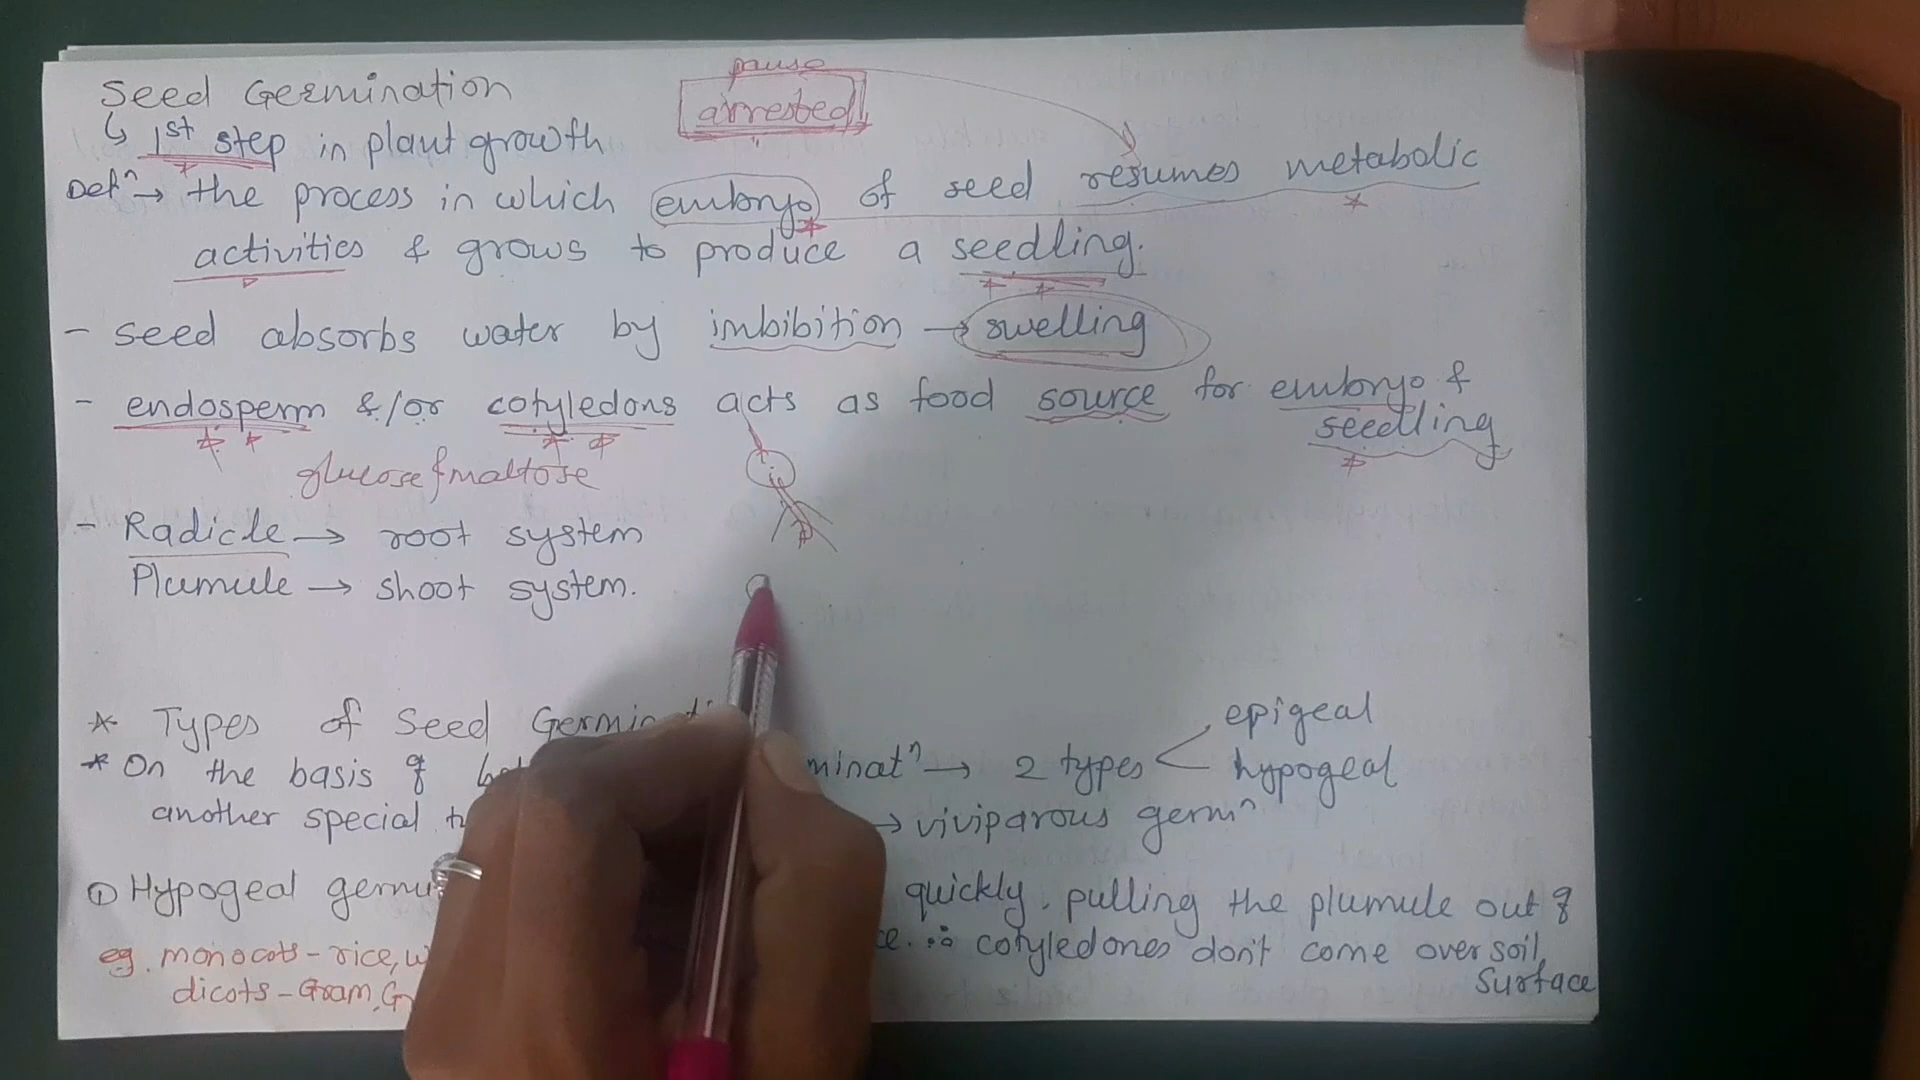 pause
Seed Germination
arrested
↳ 1st step in plant growth
Defⁿ → the process in which embryo of seed resumes metabolic
activities & grows to produce a seedling.
- seed absorbs water by imbibition → swelling
- endosperm &/or cotyledons acts as food source for embryo &
seedling
glucose & maltose
- Radicle → root system
Plumule → shoot system.
* Types of Seed
* On the basis of minatⁿ → 2 types
epigeal
hypogeal
another special → viviparous germⁿ
① Hypogeal quickly, pulling the plumule out of
∴ cotyledones don't come over soil
surface
eg. monocots - rice,
dicots - Gram,